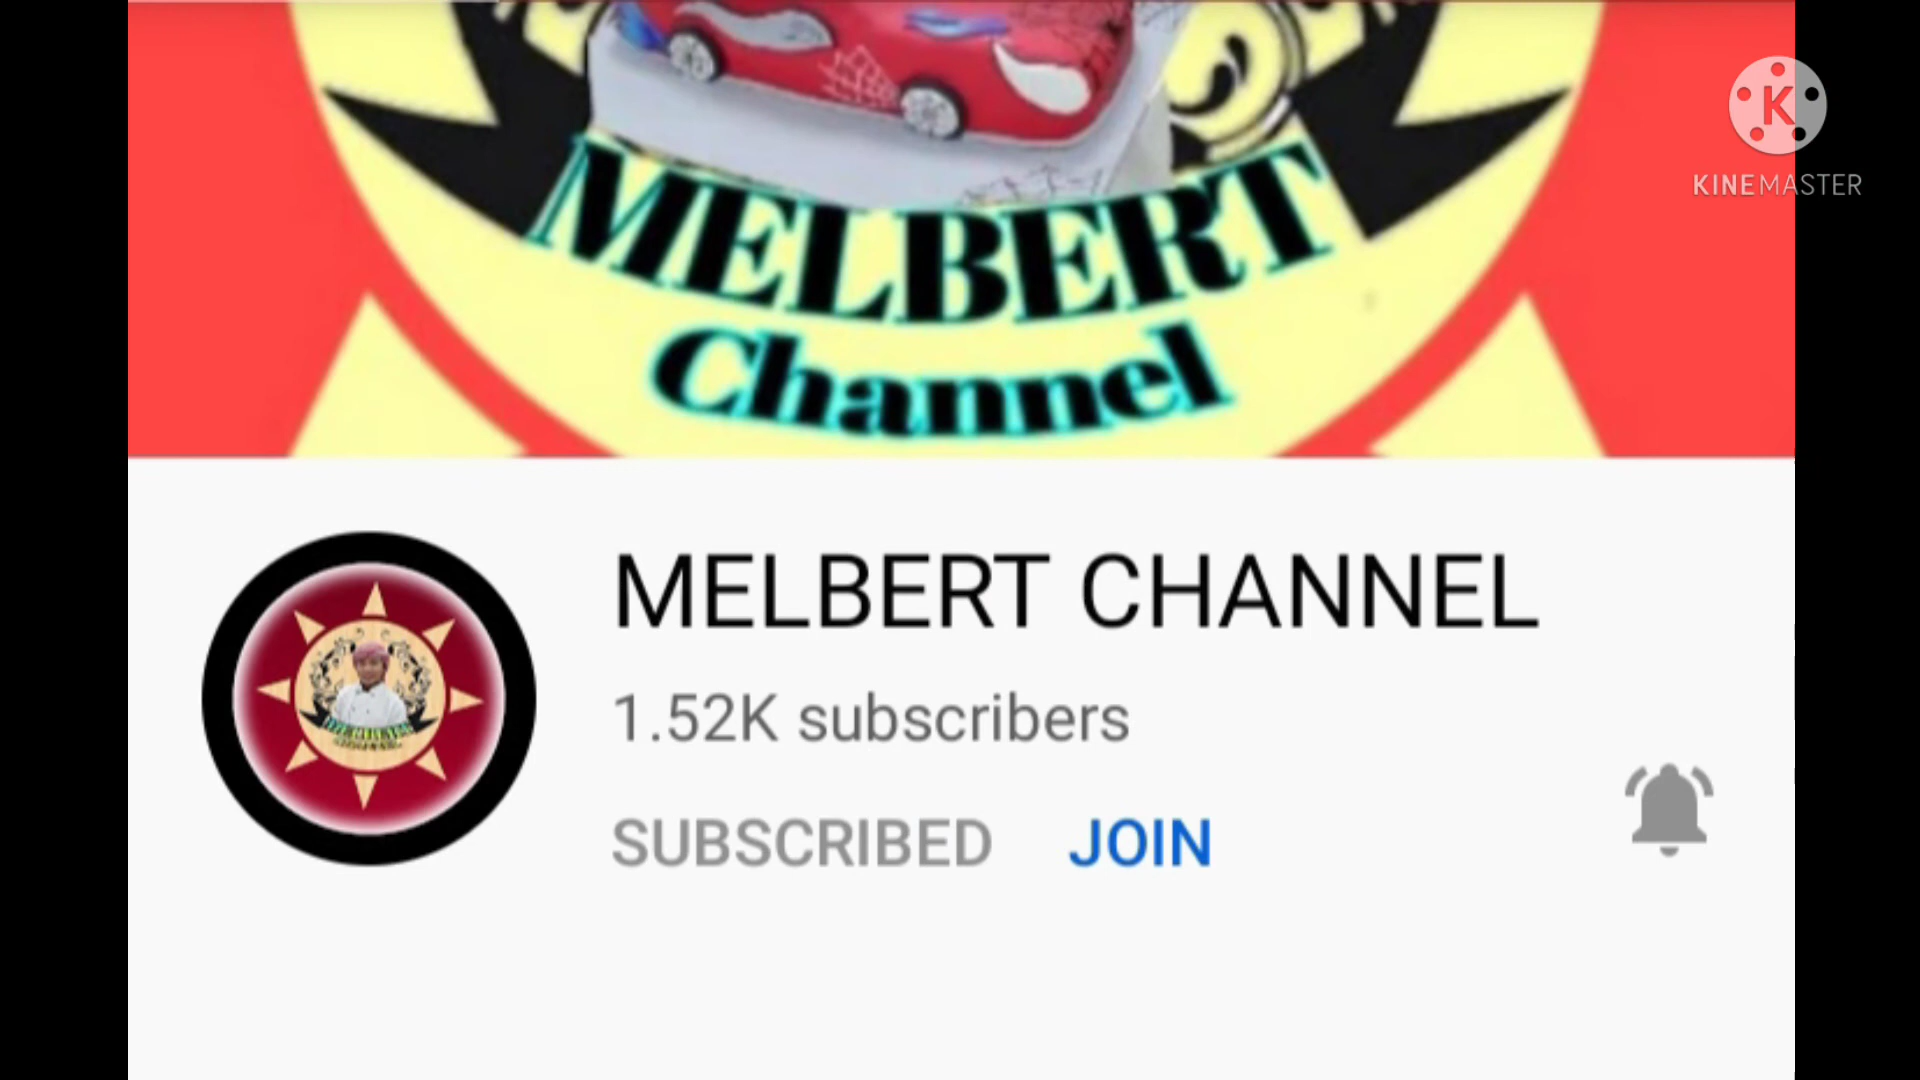 MELBERT
Channel
KINEMASTER
MELBERT CHANNEL
1.52K subscribers
SUBSCRIBED JOIN